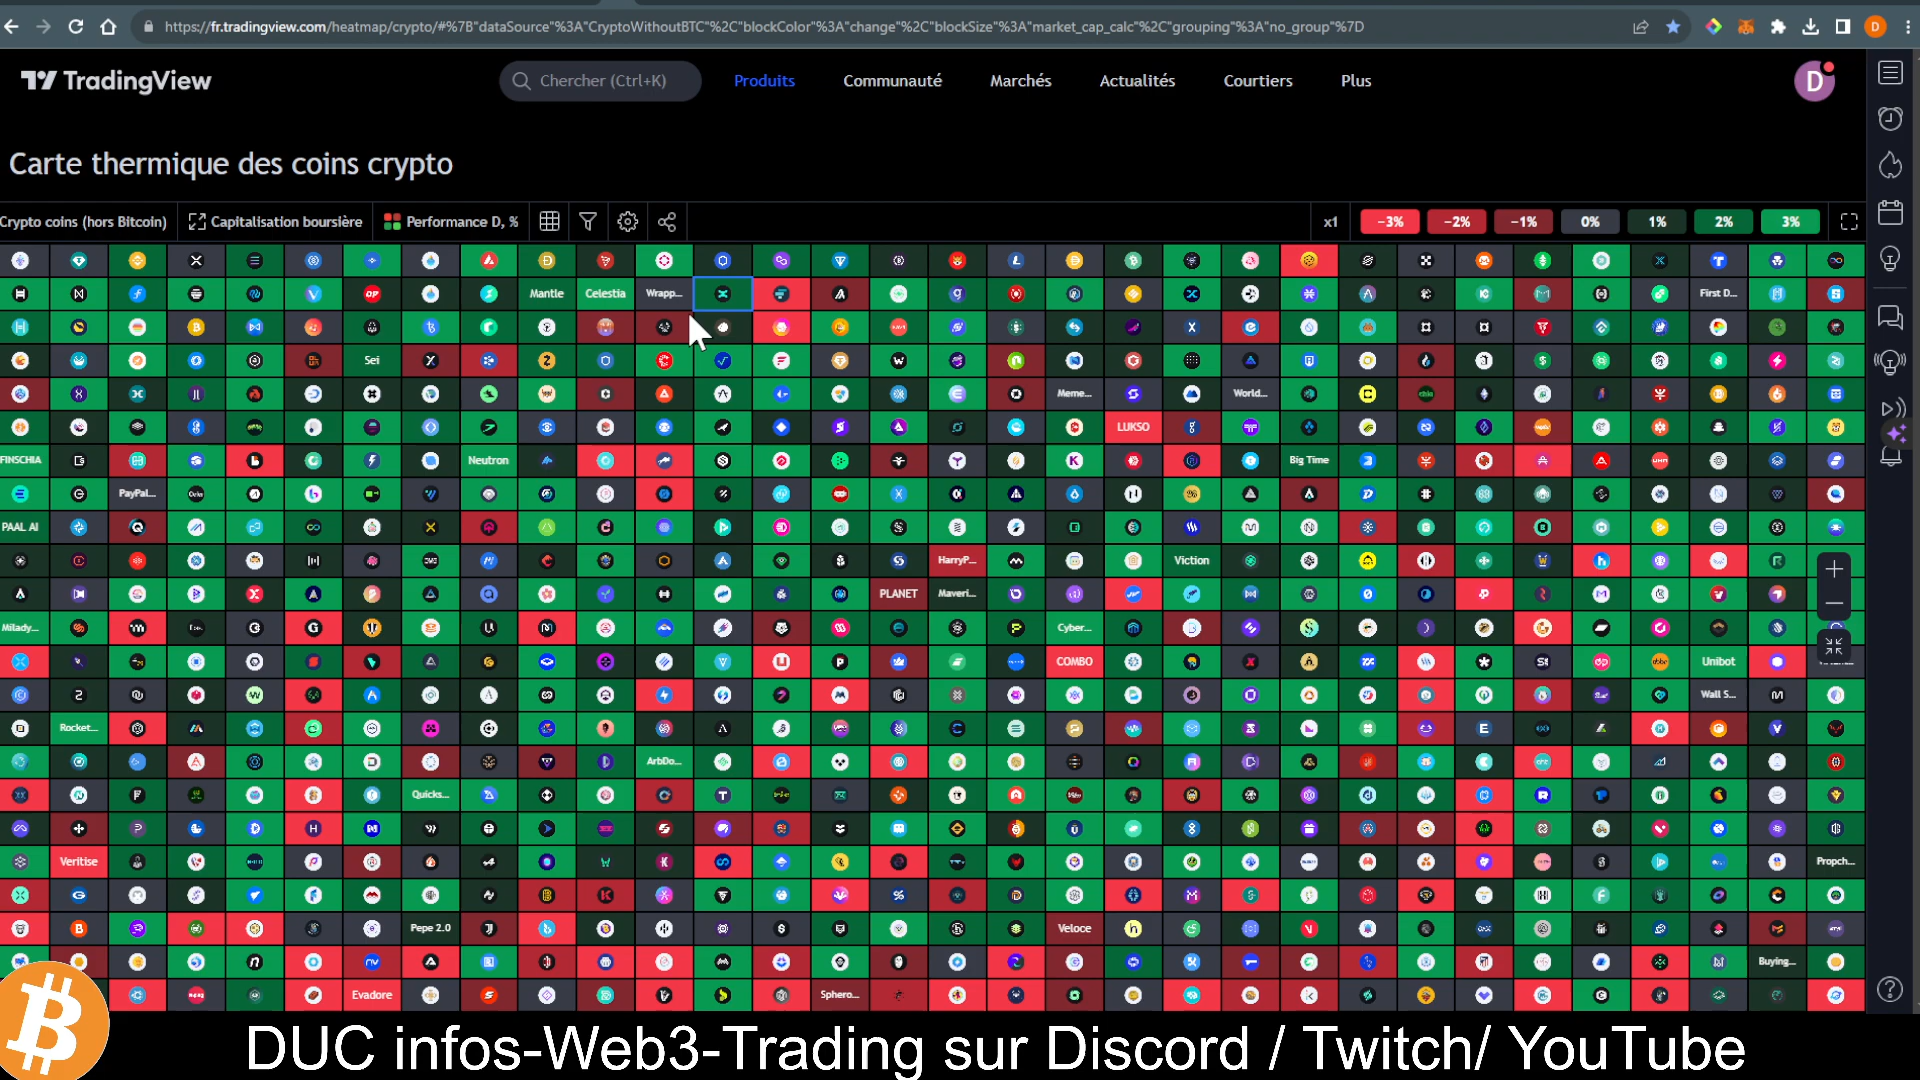 https://fr.tradingview.com/heatmap/crypto/#%7B"dataSource"%3A"CryptoWithoutBTC"%2C"blockColor"%3A"change"%2C"blockSize"%3A"market_cap_calc"%2C"grouping"%3A"no_group"%7D
D
TradingView
Chercher (Ctrl+K)
Produits
Communauté
Marchés
Actualités
Courtiers
Plus
D
Carte thermique des coins crypto
Crypto coins (hors Bitcoin)
Capitalisation boursière
Performance D, %
x1
−3%
−2%
−1%
0%
1%
2%
3%
Mantle
Celestia
Wrapp...
First D...
Sei
Meme...
World...
LUKSO
FINSCHIA
Neutron
Big Time
PayPal...
PAAL AI
HarryP...
Viction
PLANET
Maveri...
Milady...
Cyber...
COMBO
Unibot
Wall S...
Rocket...
ArbDo...
Quicks...
Veritise
Propch...
Pepe 2.0
Veloce
Buying...
Evadore
Sphero...
DUC infos-Web3-Trading sur Discord / Twitch/ YouTube